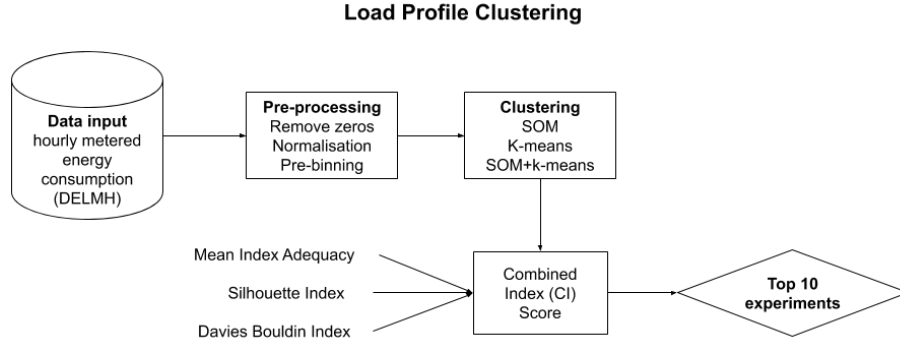 Load Profile Clustering
Data input
hourly metered
energy
consumption
(DELMH)
Pre-processing
Remove zeros
Normalisation
Pre-binning
Clustering
SOM
K-means
SOM+k-means
Mean Index Adequacy
Silhouette Index
Davies Bouldin Index
Combined
Index (CI)
Score
Top 10
experiments